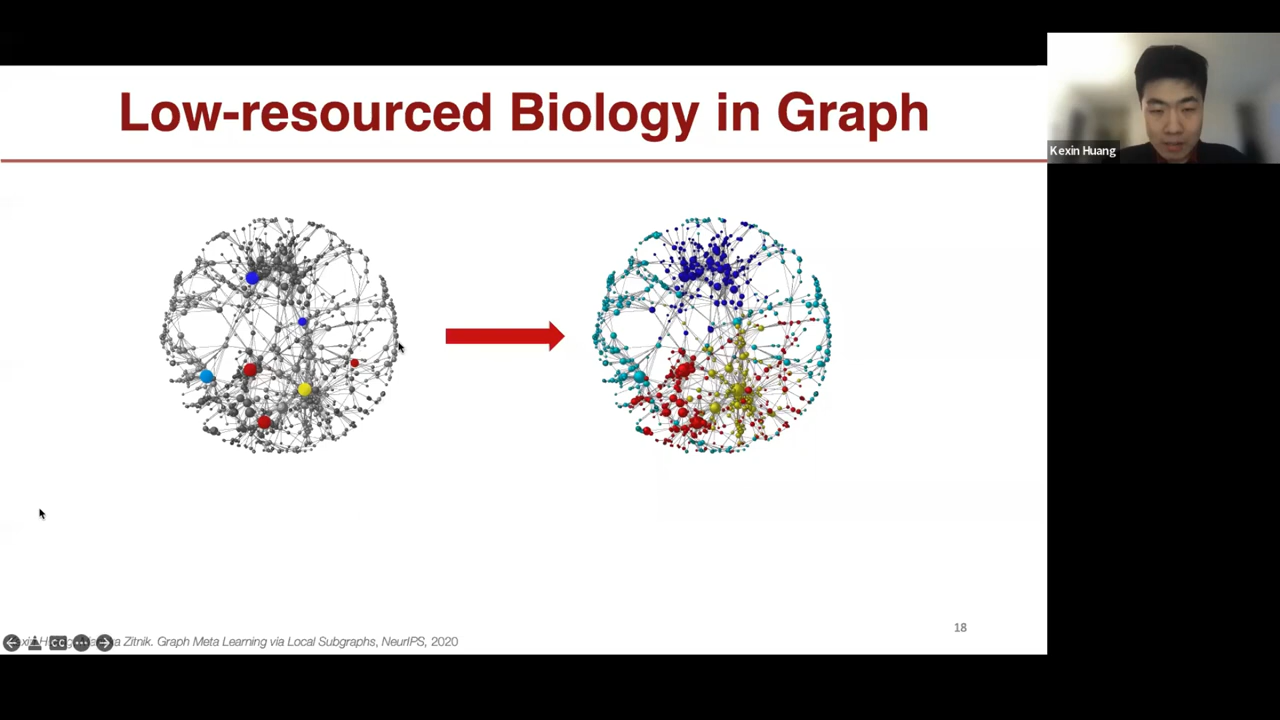 Low-resourced Biology in Graph
Kexin Huang
18
Zitnik. Graph Meta Learning via Local Subgraphs, NeurIPS, 2020